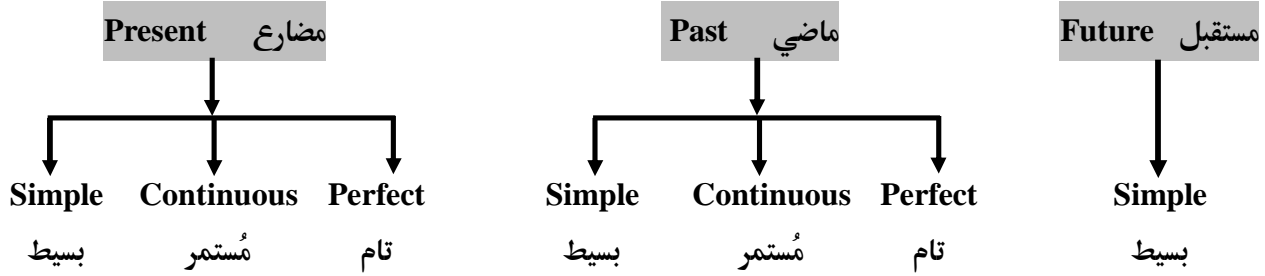 Present مضارع Past ماضي Future مستقبل
Simple Continuous Perfect Simple Continuous Perfect Simple
بسيط مُستمر تام بسيط مُستمر تام بسيط